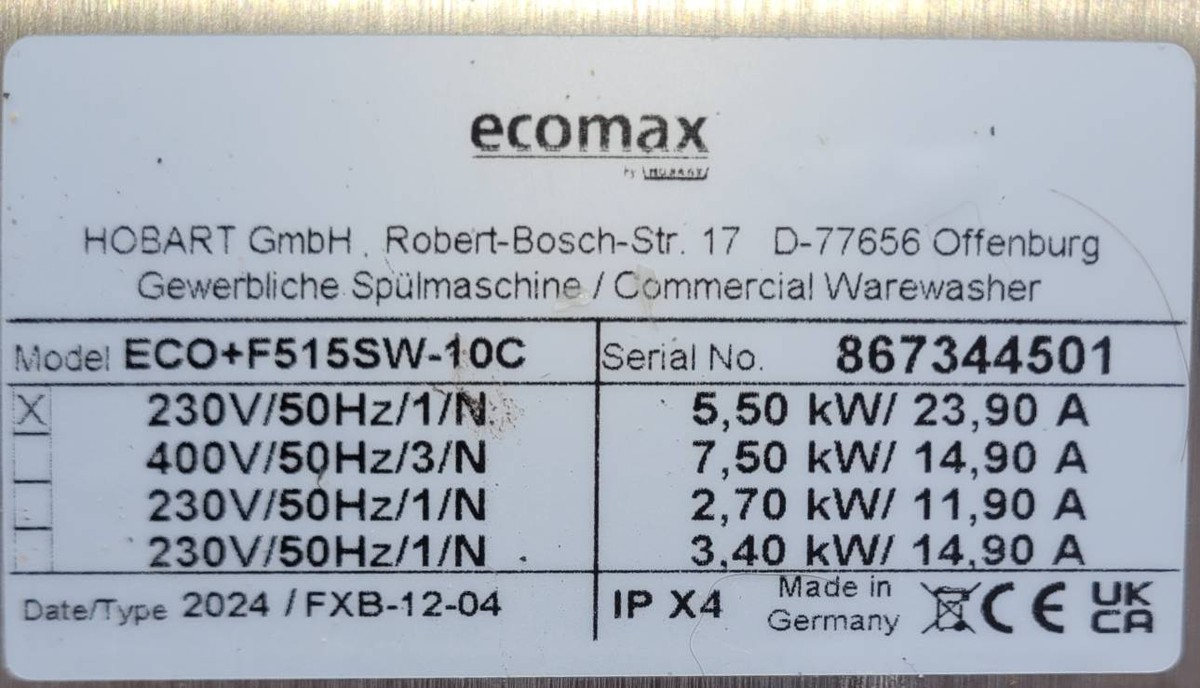 ecomax
by HOBART
HOBART GmbH . Robert-Bosch-Str. 17 D-77656 Offenburg
Gewerbliche Spülmaschine / Commercial Warewasher
Model ECO+F515SW-10C Serial No. 867344501
X 230V/50Hz/1/N 5,50 kW/ 23,90 A
400V/50Hz/3/N 7,50 kW/ 14,90 A
230V/50Hz/1/N 2,70 kW/ 11,90 A
230V/50Hz/1/N 3,40 kW/ 14,90 A
Date/Type 2024 / FXB-12-04 IP X4 Made in Germany CE UKCA